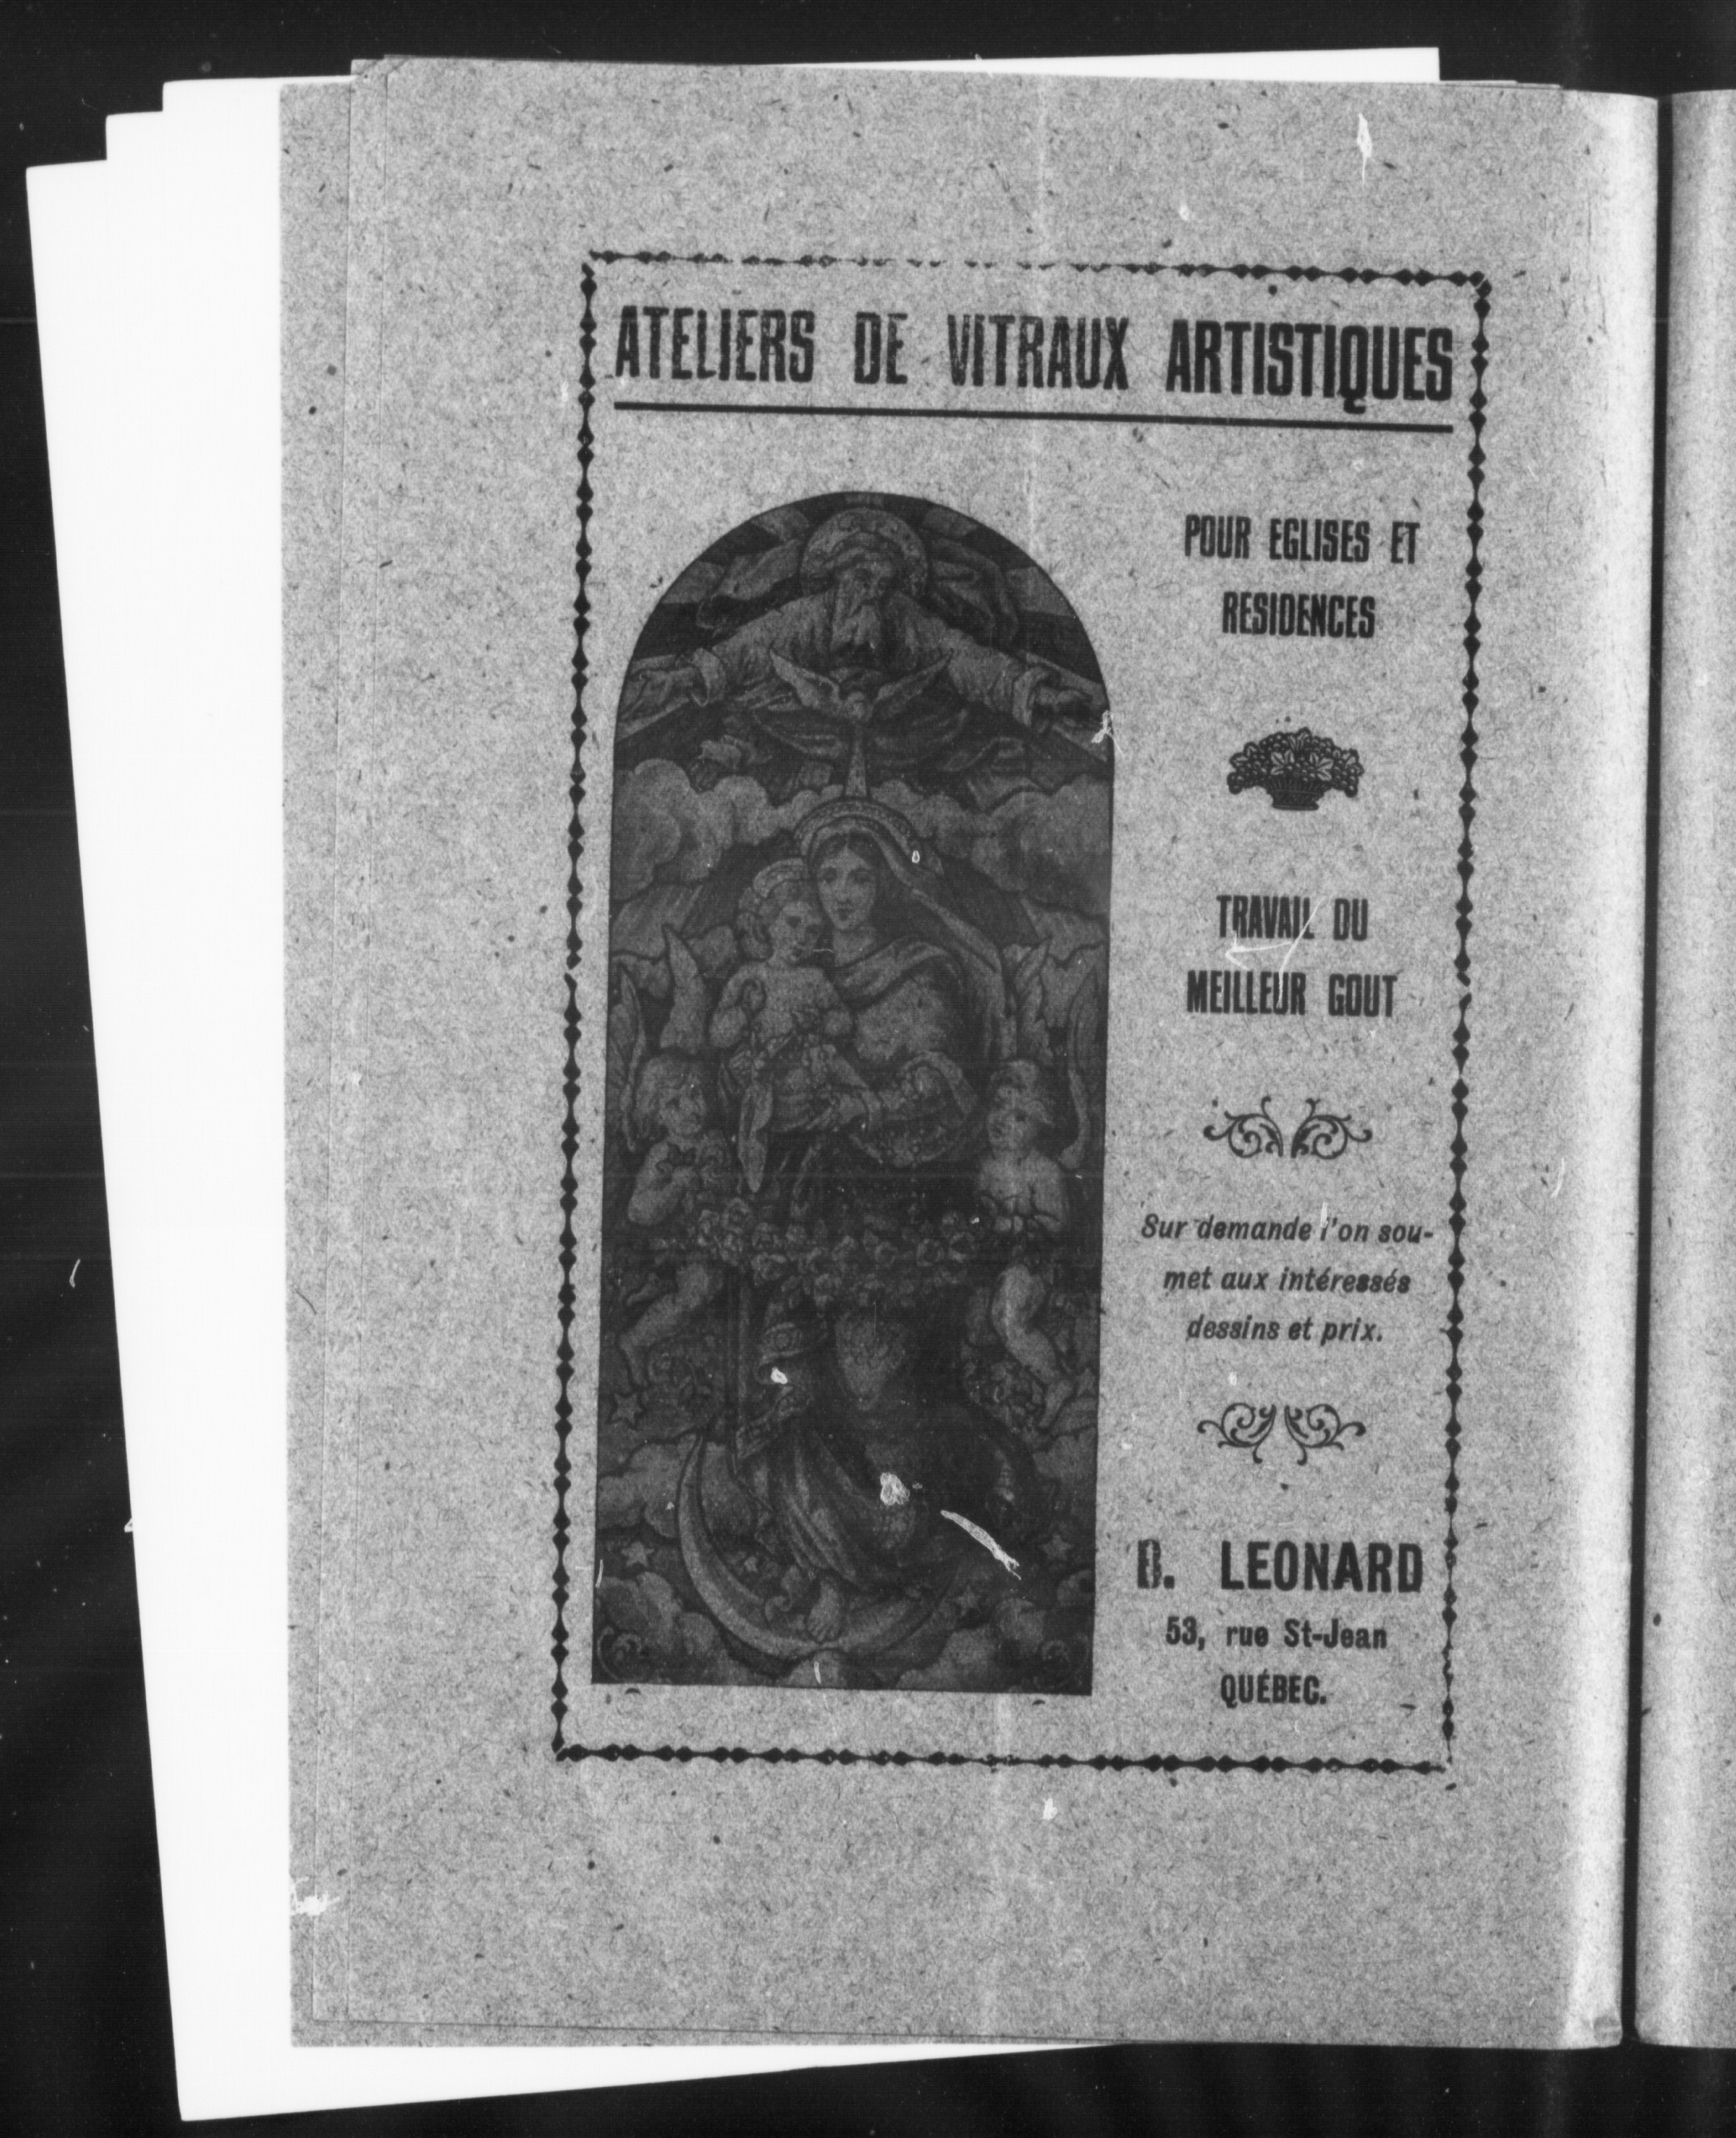 ATELIERS DE VITRAUX ARTISTIQUES
POUR EGLISES ET
RESIDENCES
TRAVAIL DU
MEILLEUR GOUT
Sur demande l'on sou-
met aux intéressés
dessins et prix.
B. LEONARD
53, rue St-Jean
QUÉBEC.